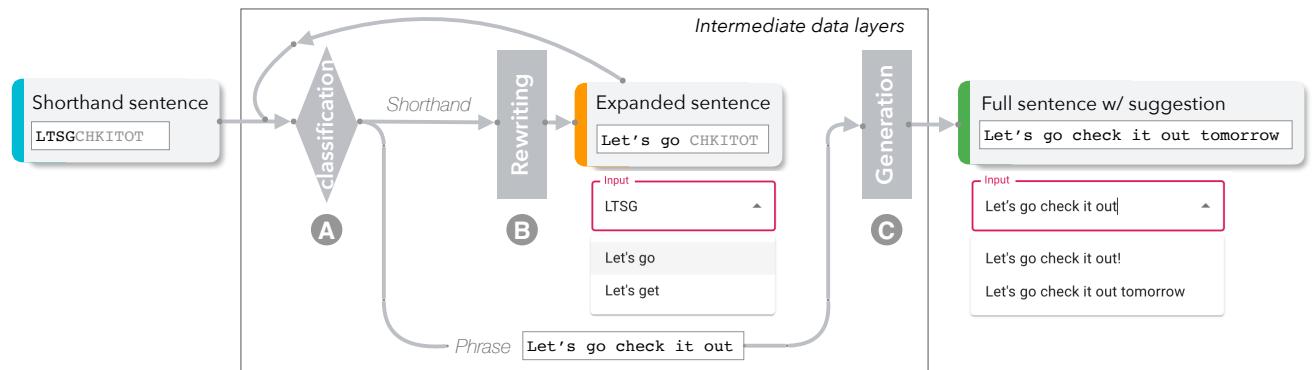 Intermediate data layers
Shorthand sentence
LTSGCHKITOT
classification
A
Shorthand
Rewriting
B
Expanded sentence
Let's go CHKITOT
Input
LTSG
Let's go
Let's get
Phrase
Let's go check it out
Generation
C
Full sentence w/ suggestion
Let's go check it out tomorrow
Input
Let's go check it out
Let's go check it out!
Let's go check it out tomorrow